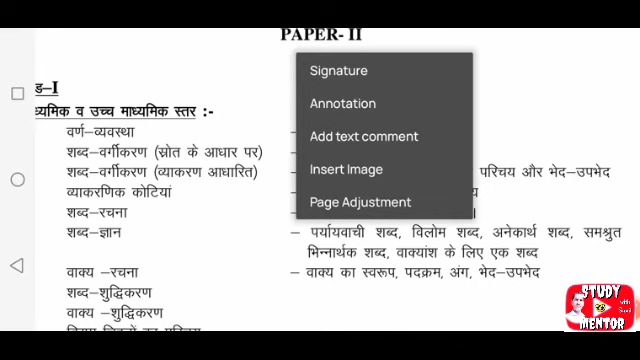 PAPER- II
ड–I
ध्यमिक व उच्च माध्यमिक स्तर :-
वर्ण–व्यवस्था –
शब्द–वर्गीकरण (स्रोत के आधार पर) –
शब्द–वर्गीकरण (व्याकरण आधारित) – परिचय और भेद–उपभेद
व्याकरणिक कोटियां –
शब्द–रचना –
शब्द–ज्ञान – पर्यायवाची शब्द, विलोम शब्द, अनेकार्थ शब्द, समश्रुत
भिन्नार्थक शब्द, वाक्यांश के लिए एक शब्द
वाक्य –रचना – वाक्य का स्वरूप, पदक्रम, अंग, भेद–उपभेद
शब्द–शुद्धिकरण
वाक्य –शुद्धिकरण
Signature
Annotation
Add text comment
Insert Image
Page Adjustment
STUDY
MENTOR